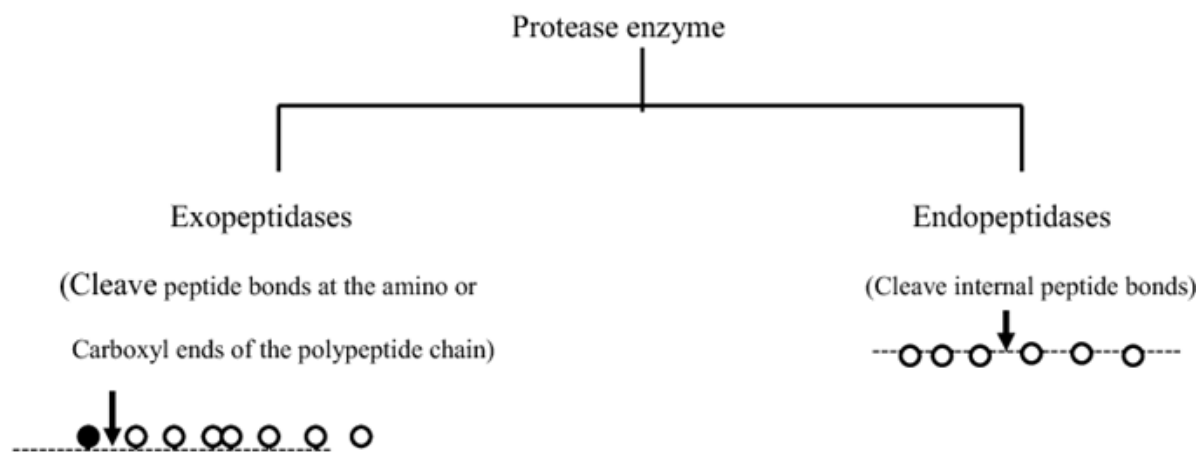 Protease enzyme
Exopeptidases
(Cleave peptide bonds at the amino or
Carboxyl ends of the polypeptide chain)
Endopeptidases
(Cleave internal peptide bonds)